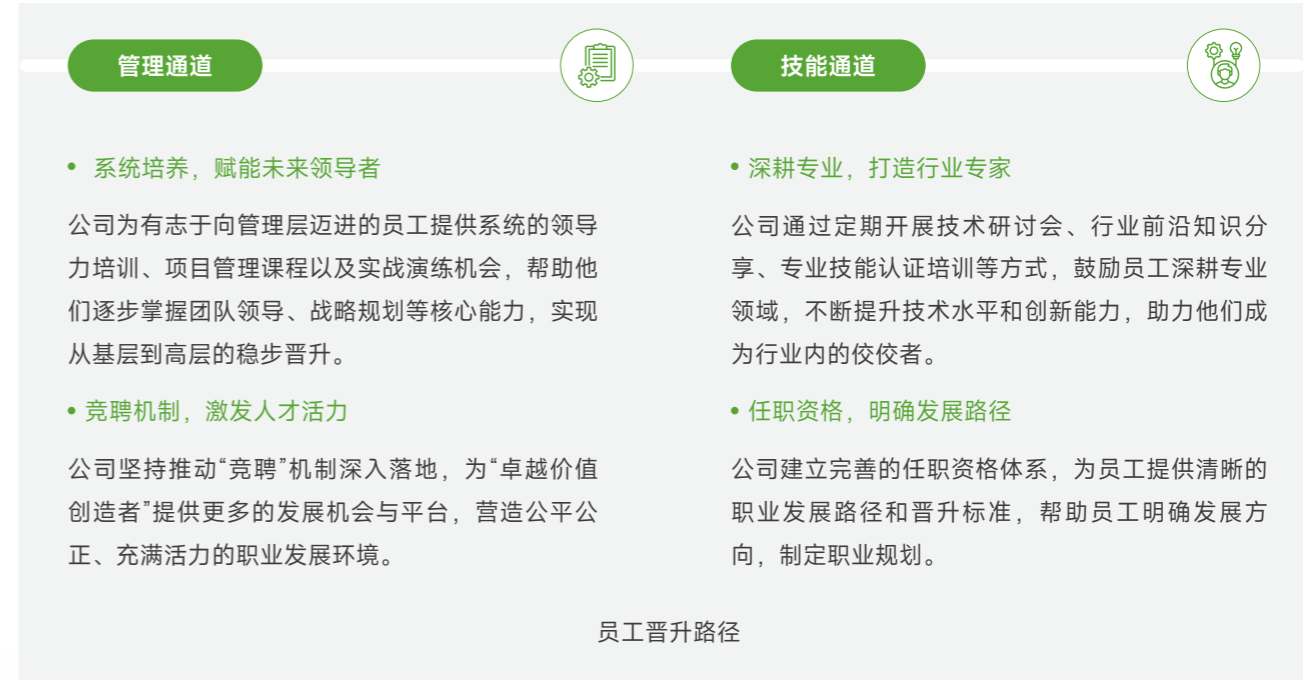 管理通道
• 系统培养，赋能未来领导者
公司为有志于向管理层迈进的员工提供系统的领导
力培训、项目管理课程以及实战演练机会，帮助他
们逐步掌握团队领导、战略规划等核心能力，实现
从基层到高层的稳步晋升。
• 竞聘机制，激发人才活力
公司坚持推动“竞聘”机制深入落地，为“卓越价值
创造者”提供更多的发展机会与平台，营造公平公
正、充满活力的职业发展环境。
技能通道
• 深耕专业，打造行业专家
公司通过定期开展技术研讨会、行业前沿知识分
享、专业技能认证培训等方式，鼓励员工深耕专业
领域，不断提升技术水平和创新能力，助力他们成
为行业内的佼佼者。
• 任职资格，明确发展路径
公司建立完善的任职资格体系，为员工提供清晰的
职业发展路径和晋升标准，帮助员工明确发展方
向，制定职业规划。
员工晋升路径